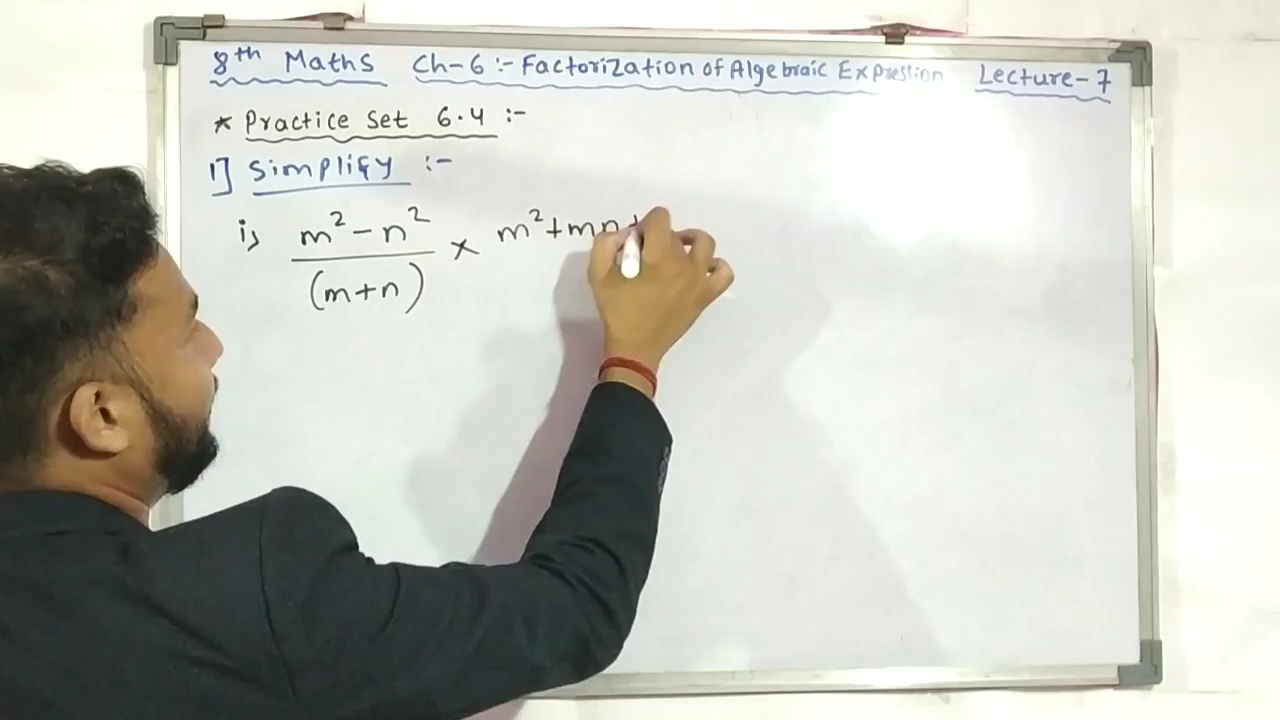 8th Maths Ch-6:- Factorization of Algebraic Expression Lecture-7
* Practice Set 6.4 :-
1] Simplify :-
i) m²-n² / (m+n) × m²+mn+